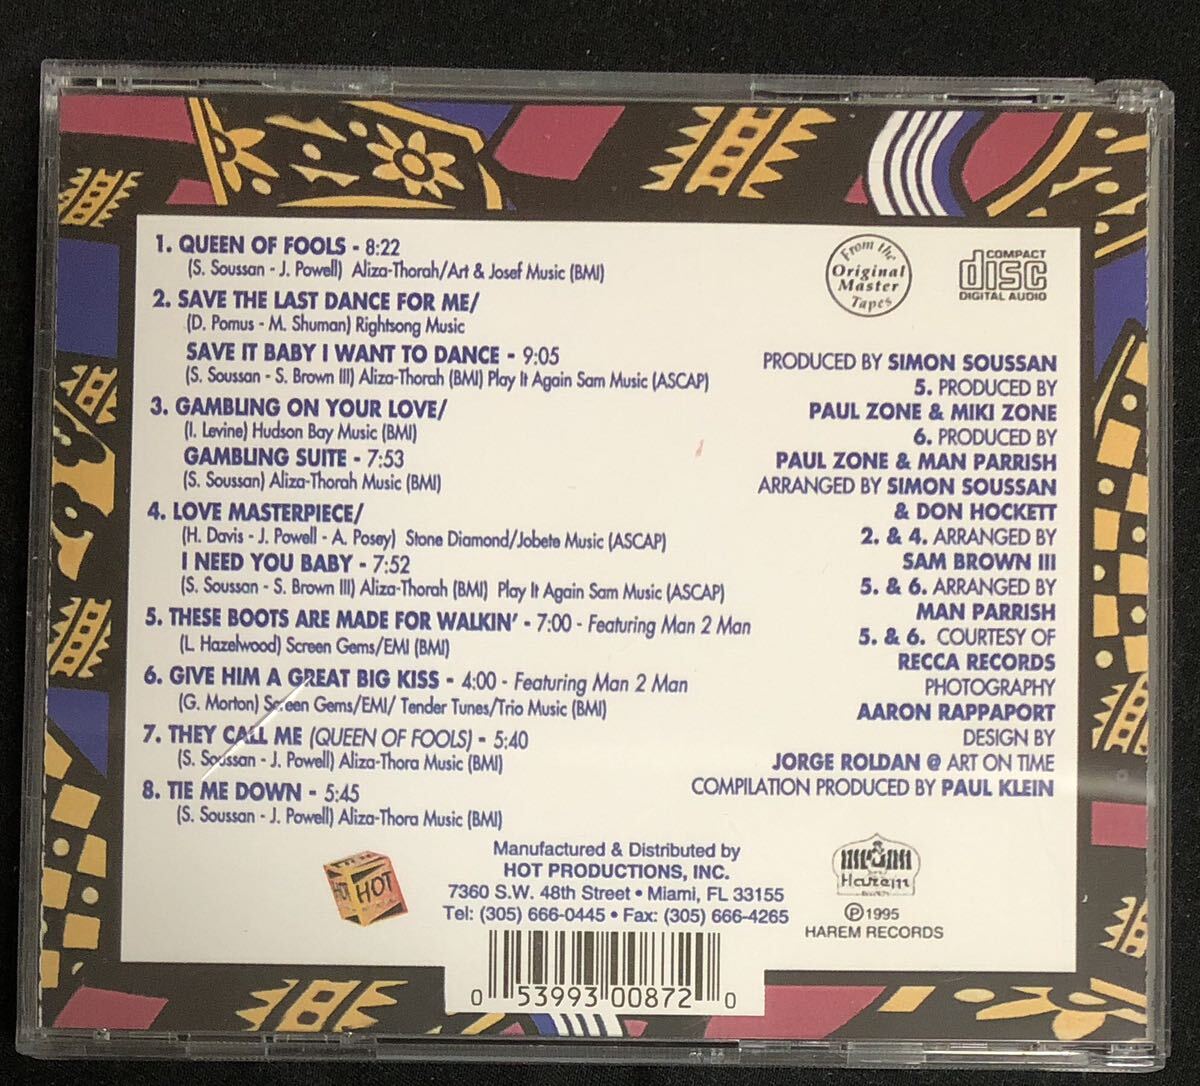 1. QUEEN OF FOOLS - 8:22
(S. Soussan - J. Powell) Aliza-Thorah/Art & Josef Music (BMI)
2. SAVE THE LAST DANCE FOR ME/
(D. Pomus - M. Shuman) Rightsong Music
SAVE IT BABY I WANT TO DANCE - 9:05
(S. Soussan - S. Brown III) Aliza-Thorah (BMI) Play It Again Sam Music (ASCAP)
3. GAMBLING ON YOUR LOVE/
(I. Levine) Hudson Bay Music (BMI)
GAMBLING SUITE - 7:53
(S. Soussan) Aliza-Thorah Music (BMI)
4. LOVE MASTERPIECE/
(H. Davis - J. Powell - A. Posey) Stone Diamond/Jobete Music (ASCAP)
I NEED YOU BABY - 7:52
(S. Soussan - S. Brown III) Aliza-Thorah (BMI) Play It Again Sam Music (ASCAP)
5. THESE BOOTS ARE MADE FOR WALKIN' - 7:00 - Featuring Man 2 Man
(L. Hazelwood) Screen Gems/EMI (BMI)
6. GIVE HIM A GREAT BIG KISS - 4:00 - Featuring Man 2 Man
(G. Morton) Screen Gems/EMI/ Tender Tunes/Trio Music (BMI)
7. THEY CALL ME (QUEEN OF FOOLS) - 5:40
(S. Soussan - J. Powell) Aliza-Thora Music (BMI)
8. TIE ME DOWN - 5:45
(S. Soussan - J. Powell) Aliza-Thora Music (BMI)
From the
Original
Master
Tapes
COMPACT
disc
DIGITAL AUDIO
PRODUCED BY SIMON SOUSSAN
5. PRODUCED BY
PAUL ZONE & MIKI ZONE
6. PRODUCED BY
PAUL ZONE & MAN PARRISH
ARRANGED BY SIMON SOUSSAN
& DON HOCKETT
2. & 4. ARRANGED BY
SAM BROWN III
5. & 6. ARRANGED BY
MAN PARRISH
5. & 6. COURTESY OF
RECCA RECORDS
PHOTOGRAPHY
AARON RAPPAPORT
DESIGN BY
JORGE ROLDAN @ ART ON TIME
COMPILATION PRODUCED BY PAUL KLEIN
HOT
HOT
Manufactured & Distributed by
HOT PRODUCTIONS, INC.
7360 S.W. 48th Street • Miami, FL 33155
Tel: (305) 666-0445 • Fax: (305) 666-4265
Harem
℗1995
HAREM RECORDS
0 53993 00872 0